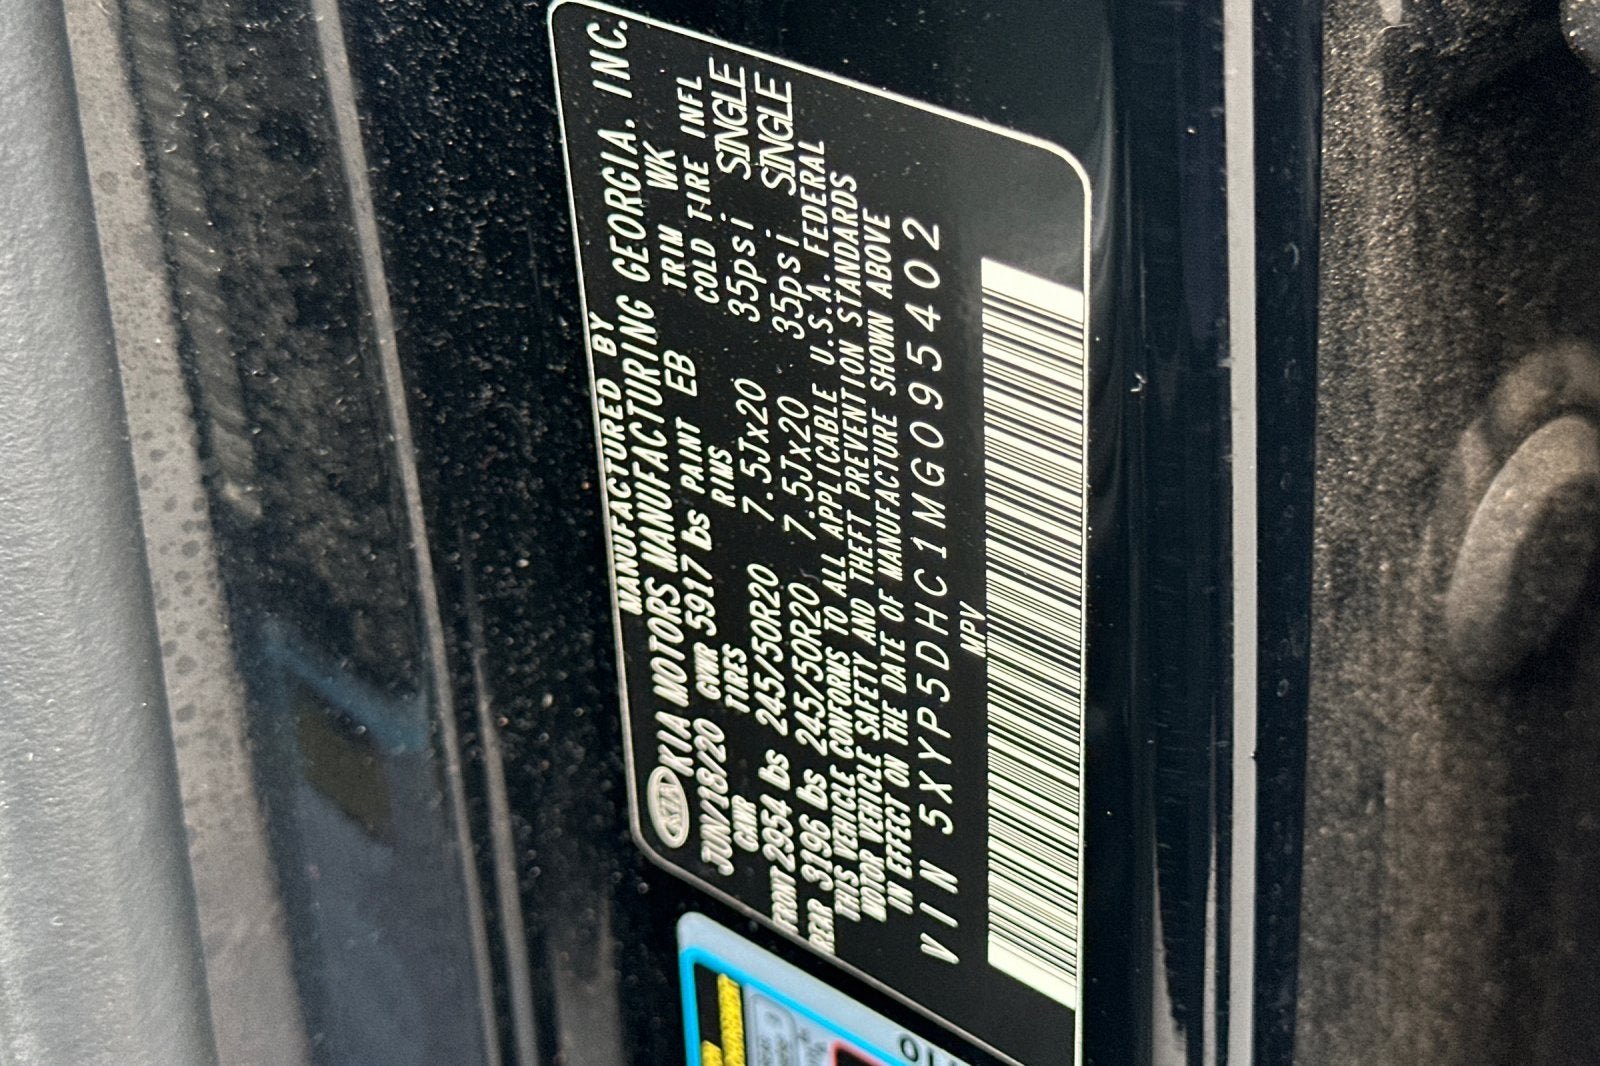 MANUFACTURED BY
KIA KIA MOTORS MANUFACTURING GEORGIA. INC.
JUN/18/20 GVWR 5917 lbs PAINT EB TRIM WK
GAWR TIRES RIMS COLD TIRE INFL
FRONT 2954 lbs 245/50R20 7.5Jx20 35psi SINGLE
REAR 3196 lbs 245/50R20 7.5Jx20 35psi SINGLE
THIS VEHICLE CONFORMS TO ALL APPLICABLE U.S.A. FEDERAL
MOTOR VEHICLE SAFETY AND THEFT PREVENTION STANDARDS
IN EFFECT ON THE DATE OF MANUFACTURE SHOWN ABOVE
VIN 5XYP5DHC1MG095402
MPV